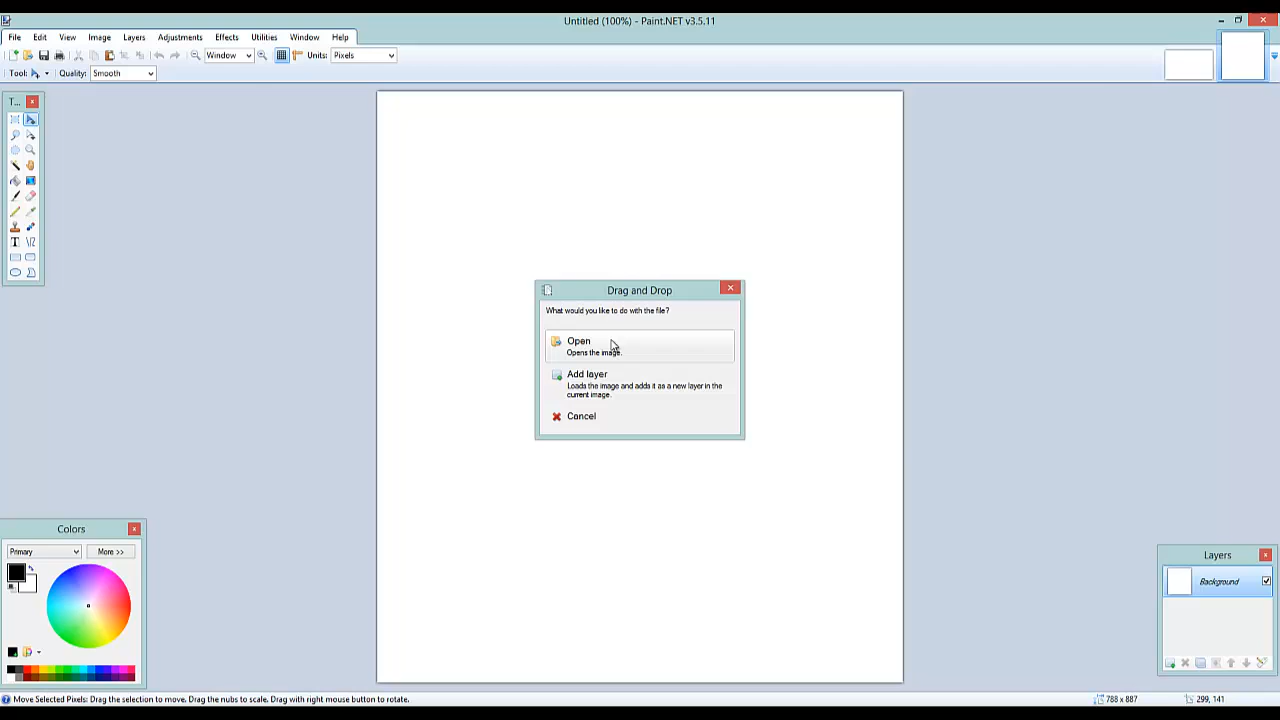 Untitled (100%) - Paint.NET v3.5.11
File Edit View Image Layers Adjustments Effects Utilities Window Help
Window Units: Pixels
Tool: Quality: Smooth
T...
Drag and Drop
What would you like to do with the file?
Open
Opens the image.
Add layer
Loads the image and adds it as a new layer in the
current image.
Cancel
Colors
Primary More >>
Layers
Background
Move Selected Pixels: Drag the selection to move. Drag the nubs to scale. Drag with right mouse button to rotate.
788 x 887 299, 141